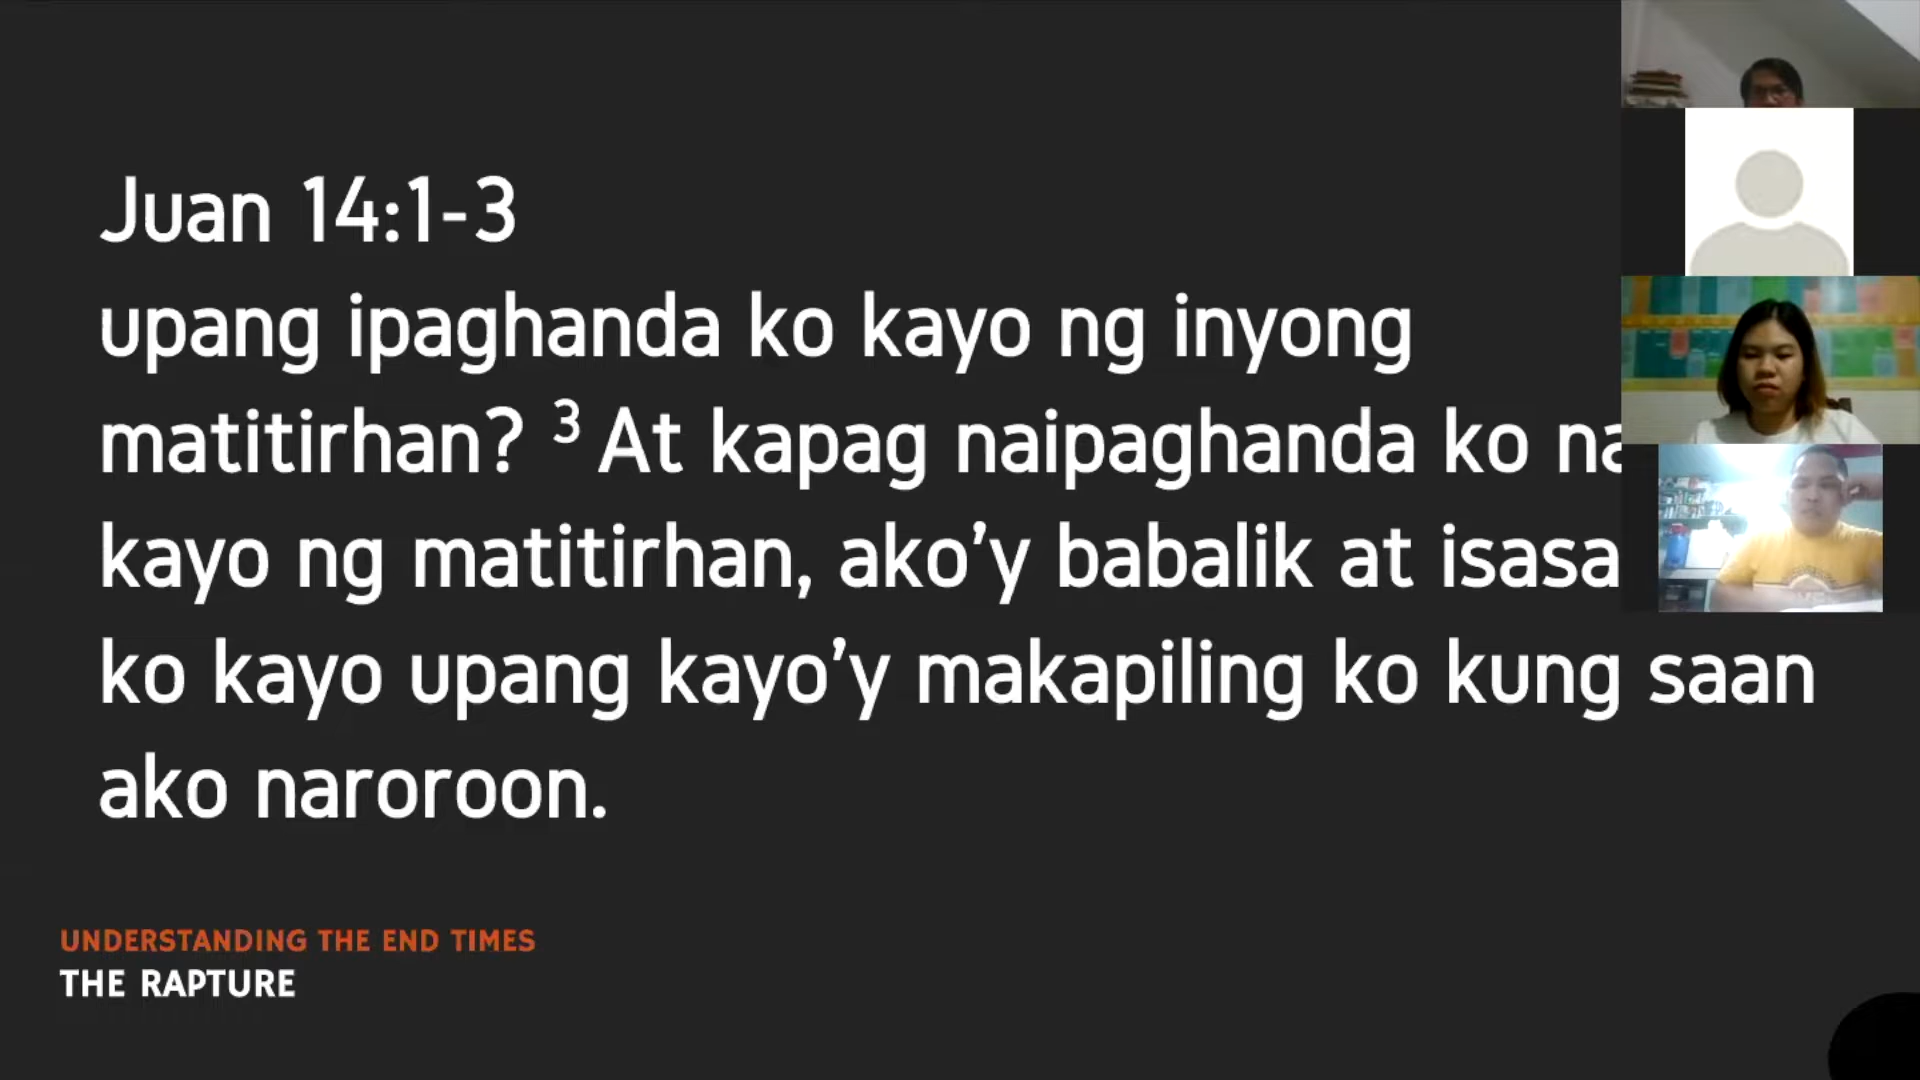 Juan 14:1-3
upang ipaghanda ko kayo ng inyong
matitirhan? ³ At kapag naipaghanda ko na
kayo ng matitirhan, ako’y babalik at isasa
ko kayo upang kayo’y makapiling ko kung saan
ako naroroon.
UNDERSTANDING THE END TIMES
THE RAPTURE